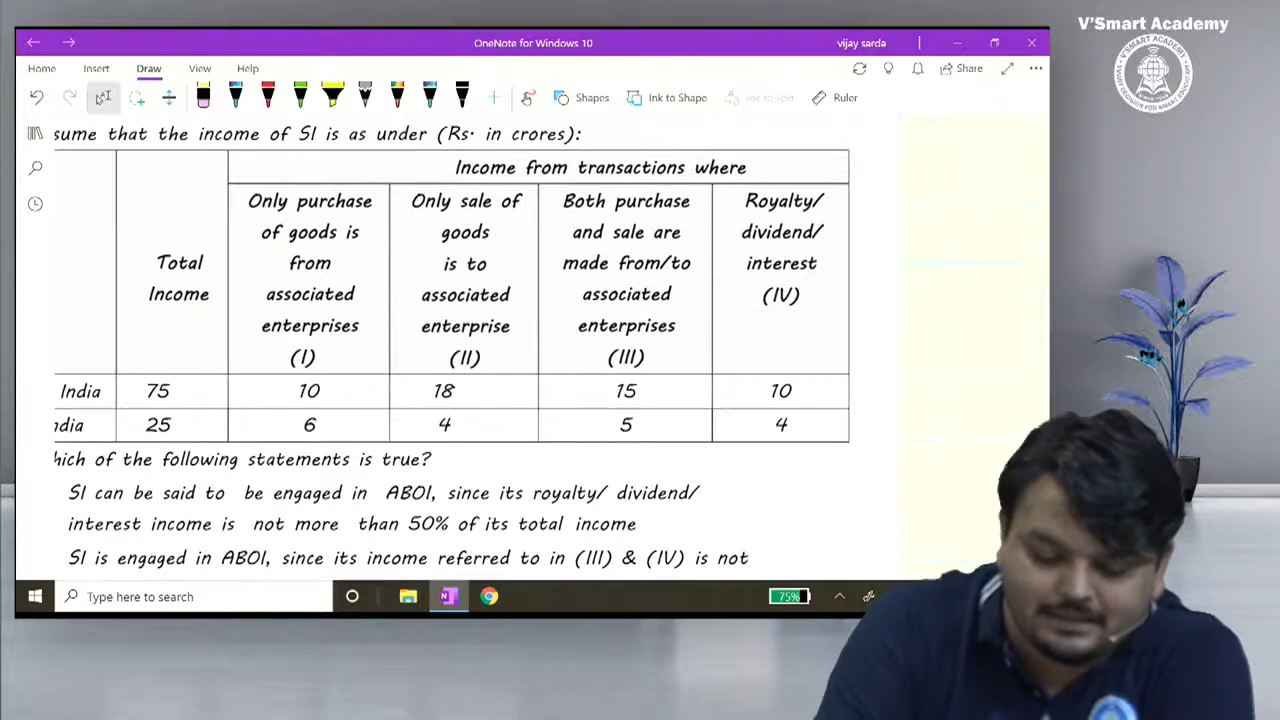 V'Smart Academy
OneNote for Windows 10
vijay sarda
Home Insert Draw View Help
Share
Shapes
Ink to Shape
Ruler
sume that the income of SI is as under (Rs. in crores):
Income from transactions where
Total Income
Only purchase of goods is from associated enterprises (I)
Only sale of goods is to associated enterprise (II)
Both purchase and sale are made from/to associated enterprises (III)
Royalty/ dividend/ interest (IV)
India 75 10 18 15 10
ndia 25 6 4 5 4
hich of the following statements is true?
SI can be said to be engaged in ABOI, since its royalty/ dividend/
interest income is not more than 50% of its total income
SI is engaged in ABOI, since its income referred to in (III) & (IV) is not
Type here to search
75%